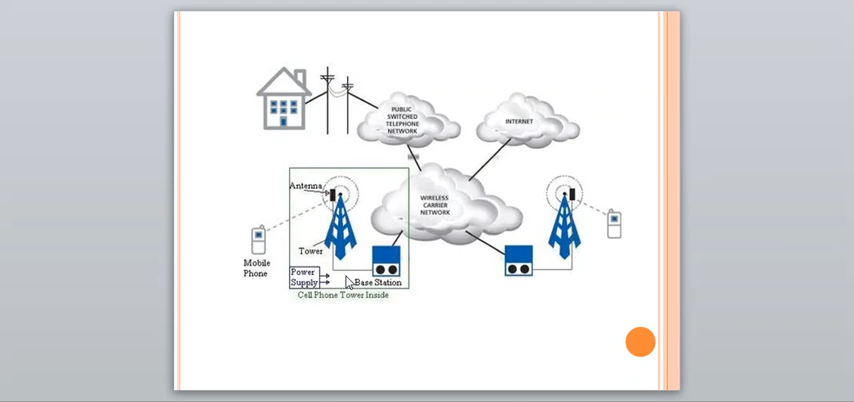 PUBLIC
SWITCHED
TELEPHONE
NETWORK
INTERNET
Antenna
WIRELESS
CARRIER
NETWORK
Tower
Mobile
Phone
Power
Supply
Base Station
Cell Phone Tower Inside